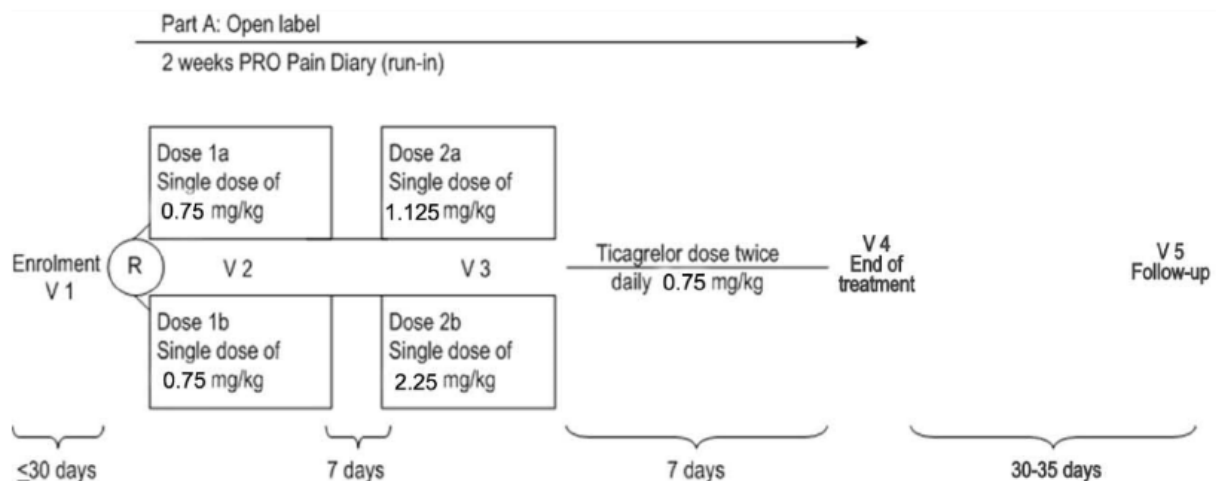 Part A: Open label
2 weeks PRO Pain Diary (run-in)
Dose 1a
Single dose of
0.75 mg/kg
Dose 2a
Single dose of
1.125 mg/kg
Enrolment
V 1
R
V 2
V 3
Ticagrelor dose twice
daily 0.75 mg/kg
V 4
End of
treatment
V 5
Follow-up
Dose 1b
Single dose of
0.75 mg/kg
Dose 2b
Single dose of
2.25 mg/kg
≤30 days
7 days
7 days
30-35 days